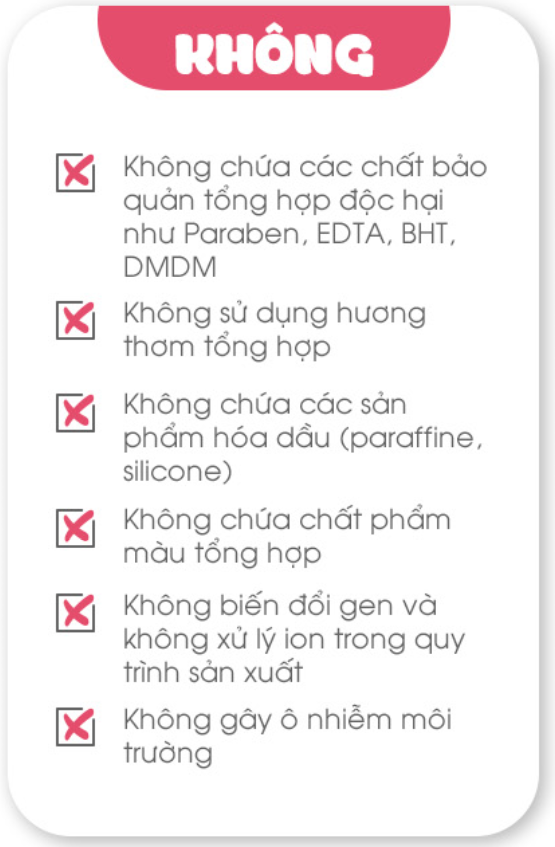 KHÔNG
Không chứa các chất bảo
quản tổng hợp độc hại
như Paraben, EDTA, BHT,
DMDM
Không sử dụng hương
thơm tổng hợp
Không chứa các sản
phẩm hóa dầu (paraffine,
silicone)
Không chứa chất phẩm
màu tổng hợp
Không biến đổi gen và
không xử lý ion trong quy
trình sản xuất
Không gây ô nhiễm môi
trường